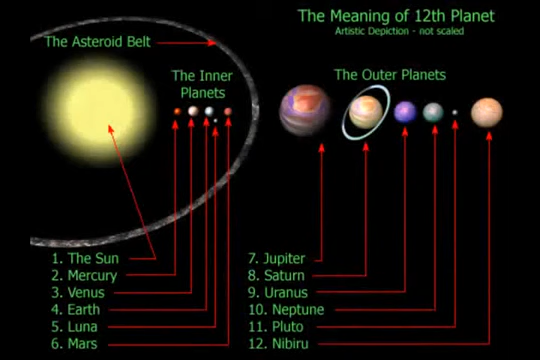 The Meaning of 12th Planet
Artistic Depiction - not scaled
The Asteroid Belt
The Inner
Planets
The Outer Planets
1. The Sun
2. Mercury
3. Venus
4. Earth
5. Luna
6. Mars
7. Jupiter
8. Saturn
9. Uranus
10. Neptune
11. Pluto
12. Nibiru